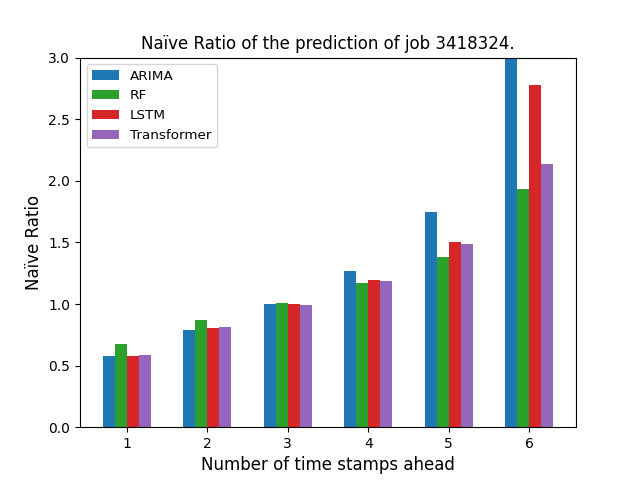 Naïve Ratio of the prediction of job 3418324.
3.0
2.5
2.0
1.5
1.0
0.5
0.0
Naïve Ratio
ARIMA
RF
LSTM
Transformer
1 2 3 4 5 6
Number of time stamps ahead